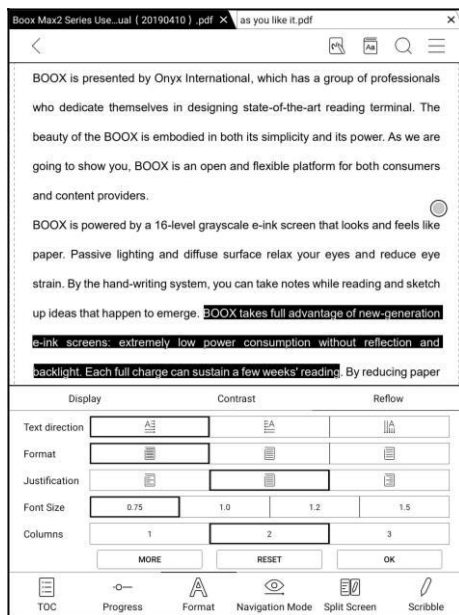 Boox Max2 Series Use...ual ( 20190410 ) .pdf ×
as you like it.pdf ×
Aa
BOOX is presented by Onyx International, which has a group of professionals
who dedicate themselves in designing state-of-the-art reading terminal. The
beauty of the BOOX is embodied in both its simplicity and its power. As we are
going to show you, BOOX is an open and flexible platform for both consumers
and content providers.
BOOX is powered by a 16-level grayscale e-ink screen that looks and feels like
paper. Passive lighting and diffuse surface relax your eyes and reduce eye
strain. By the hand-writing system, you can take notes while reading and sketch
up ideas that happen to emerge. BOOX takes full advantage of new-generation
e-ink screens: extremely low power consumption without reflection and
backlight. Each full charge can sustain a few weeks' reading. By reducing paper
Display Contrast Reflow
Text direction
Format
Justification
Font Size 0.75 1.0 1.2 1.5
Columns 1 2 3
MORE RESET OK
TOC Progress Format Navigation Mode Split Screen Scribble